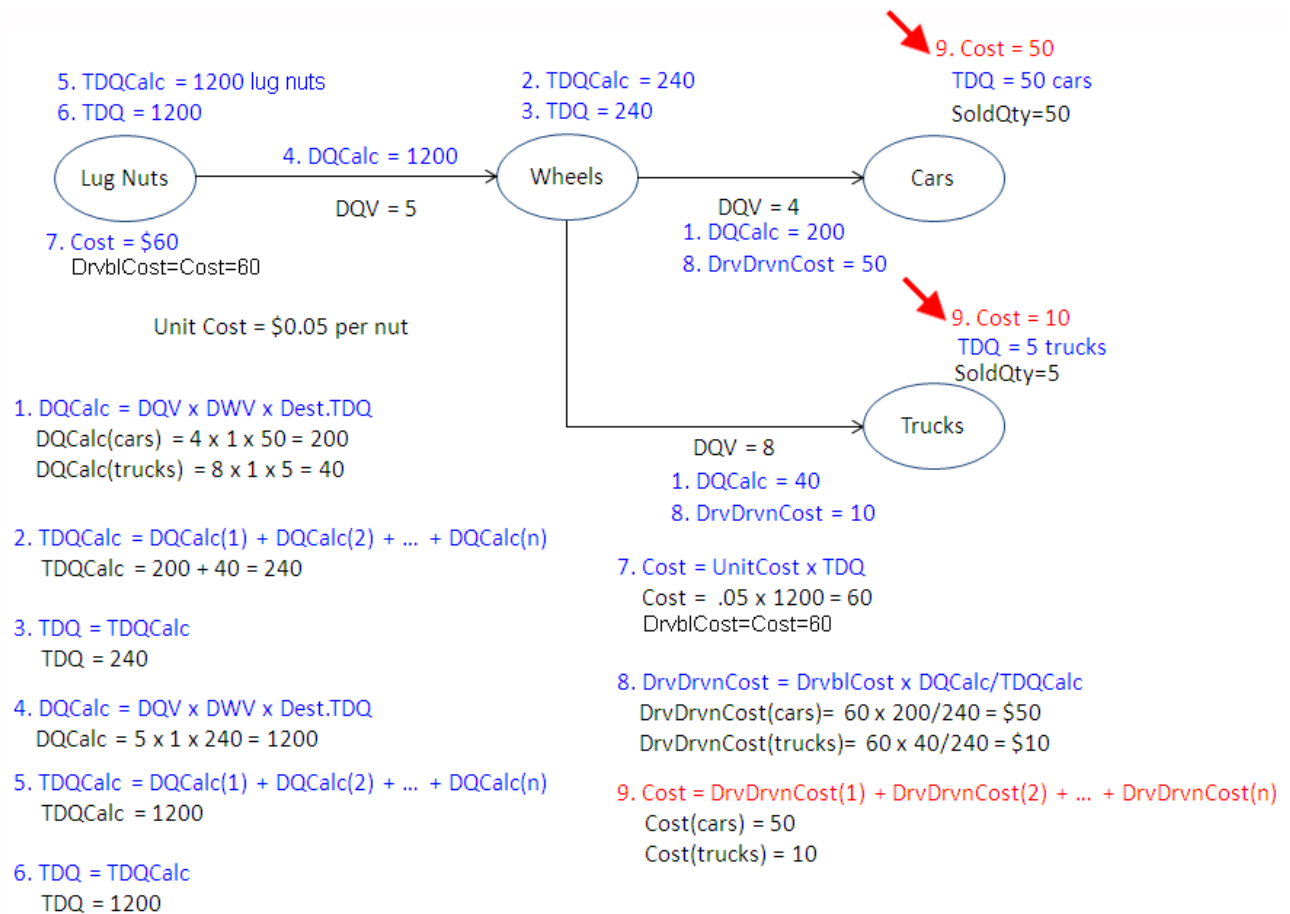 9. Cost = 50
5. TDQCalc = 1200 lug nuts
2. TDQCalc = 240
TDQ = 50 cars
6. TDQ = 1200
3. TDQ = 240
SoldQty=50
4. DQCalc = 1200
Lug Nuts
Wheels
Cars
DQV = 5
DQV = 4
1. DQCalc = 200
7. Cost = $60
DrvblCost=Cost=60
8. DrvDrvnCost = 50
Unit Cost = $0.05 per nut
9. Cost = 10
TDQ = 5 trucks
SoldQty=5
Trucks
DQV = 8
1. DQCalc = 40
8. DrvDrvnCost = 10
1. DQCalc = DQV x DWV x Dest.TDQ
DQCalc(cars) = 4 x 1 x 50 = 200
DQCalc(trucks) = 8 x 1 x 5 = 40
2. TDQCalc = DQCalc(1) + DQCalc(2) + ... + DQCalc(n)
TDQCalc = 200 + 40 = 240
3. TDQ = TDQCalc
TDQ = 240
4. DQCalc = DQV x DWV x Dest.TDQ
DQCalc = 5 x 1 x 240 = 1200
5. TDQCalc = DQCalc(1) + DQCalc(2) + ... + DQCalc(n)
TDQCalc = 1200
6. TDQ = TDQCalc
TDQ = 1200
7. Cost = UnitCost x TDQ
Cost = .05 x 1200 = 60
DrvblCost=Cost=60
8. DrvDrvnCost = DrvblCost x DQCalc/TDQCalc
DrvDrvnCost(cars)= 60 x 200/240 = $50
DrvDrvnCost(trucks)= 60 x 40/240 = $10
9. Cost = DrvDrvnCost(1) + DrvDrvnCost(2) + ... + DrvDrvnCost(n)
Cost(cars) = 50
Cost(trucks) = 10